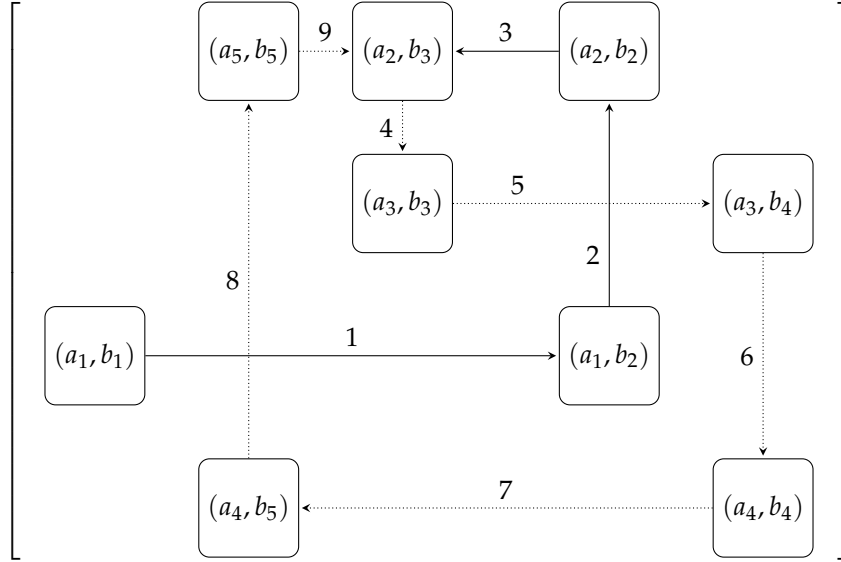 9 3
(a₅, b₅) (a₂, b₃) (a₂, b₂)
4
5
(a₃, b₃) (a₃, b₄)
8 2
1
(a₁, b₁) (a₁, b₂)
6
7
(a₄, b₅) (a₄, b₄)